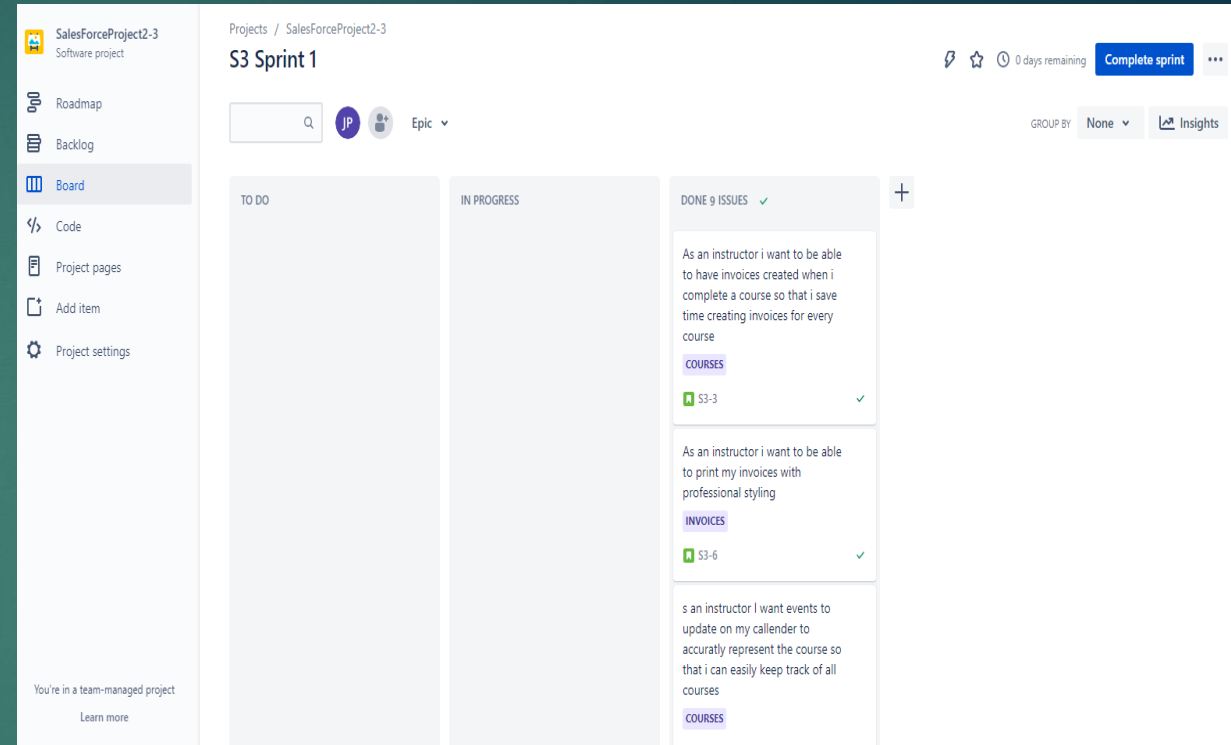 SalesForceProject2-3
Software project
Roadmap
Backlog
Board
Code
Project pages
Add item
Project settings
You're in a team-managed project
Learn more
Projects / SalesForceProject2-3
S3 Sprint 1
0 days remaining
Complete sprint
JP
Epic
GROUP BY
None
Insights
TO DO
IN PROGRESS
DONE 9 ISSUES
As an instructor i want to be able
to have invoices created when i
complete a course so that i save
time creating invoices for every
course
COURSES
S3-3
As an instructor i want to be able
to print my invoices with
professional styling
INVOICES
S3-6
s an instructor I want events to
update on my callender to
accuratly represent the course so
that i can easily keep track of all
courses
COURSES